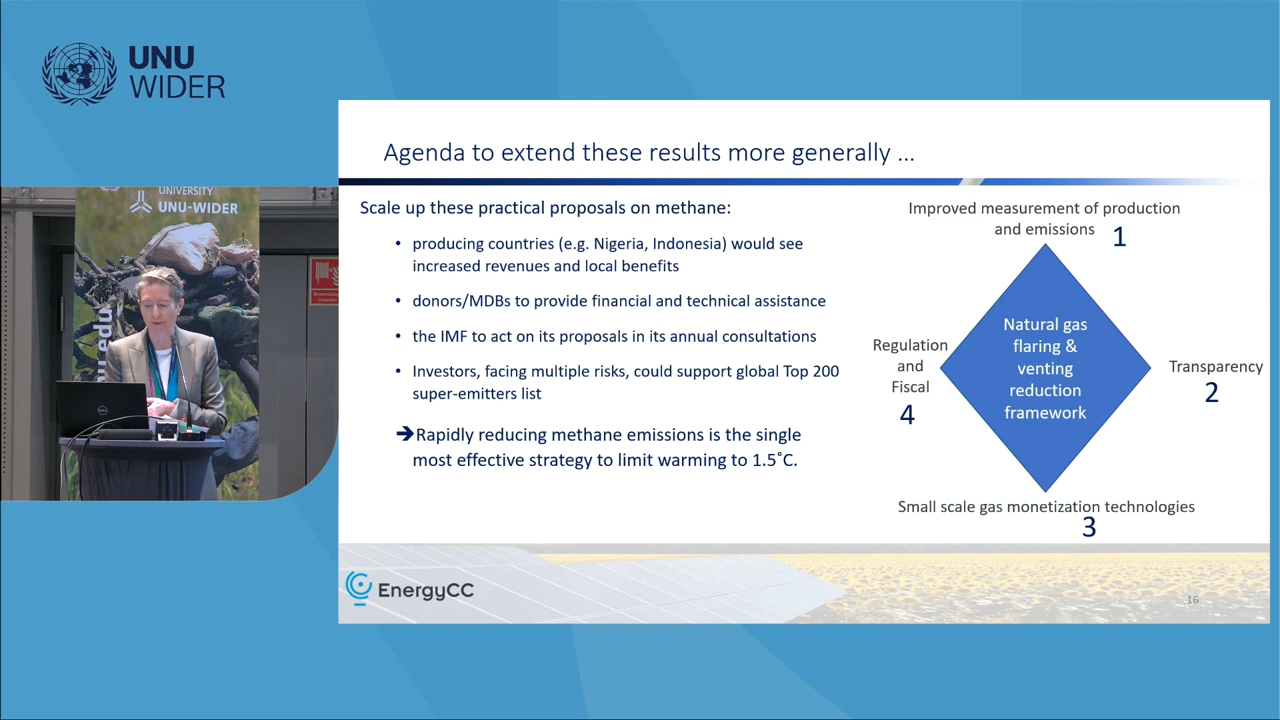 UNU
WIDER
UNIVERSITY
UNU-WIDER
nu.edu
DELL
Agenda to extend these results more generally ...
Scale up these practical proposals on methane:
• producing countries (e.g. Nigeria, Indonesia) would see
increased revenues and local benefits
• donors/MDBs to provide financial and technical assistance
• the IMF to act on its proposals in its annual consultations
• Investors, facing multiple risks, could support global Top 200
super-emitters list
➔Rapidly reducing methane emissions is the single
most effective strategy to limit warming to 1.5˚C.
Improved measurement of production
and emissions 1
Natural gas
flaring &
venting
reduction
framework
Regulation
and
Fiscal
4
Transparency
2
Small scale gas monetization technologies
3
EnergyCC
16